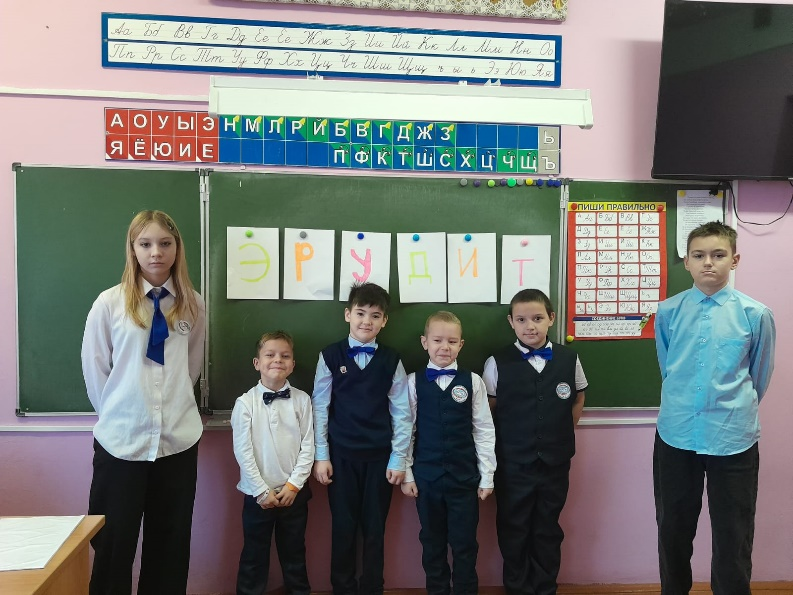 Аа Бб Вв Гг Дд Ее Ёё Жж Зз Ии Йй Кк Лл Мм Нн Оо
Пп Рр Сс Тт Уу Фф Хх Цц Чч Шш Щщ ъ ы ь Ээ Юю Яя
А О У Ы Э Н М Л Р Й Б В Г Д Ж З Ь
Я Ё Ю И Е П Ф К Т Ш С Х Ц Ч Щ Ъ
ЭРУДИТ
ПИШИ ПРАВИЛЬНО